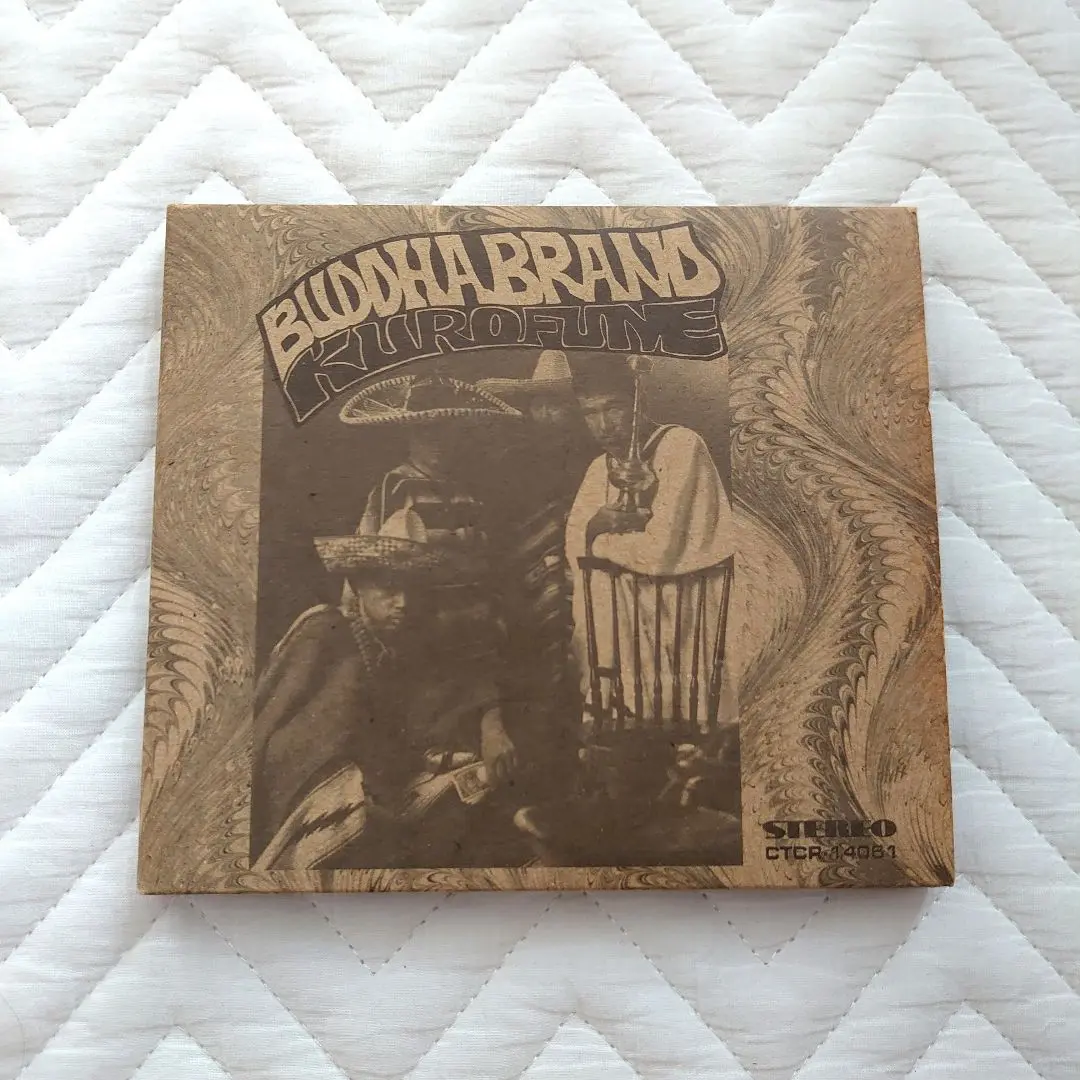 BUDDHA BRAND
KUROFUNE
STEREO
CTCR-14061